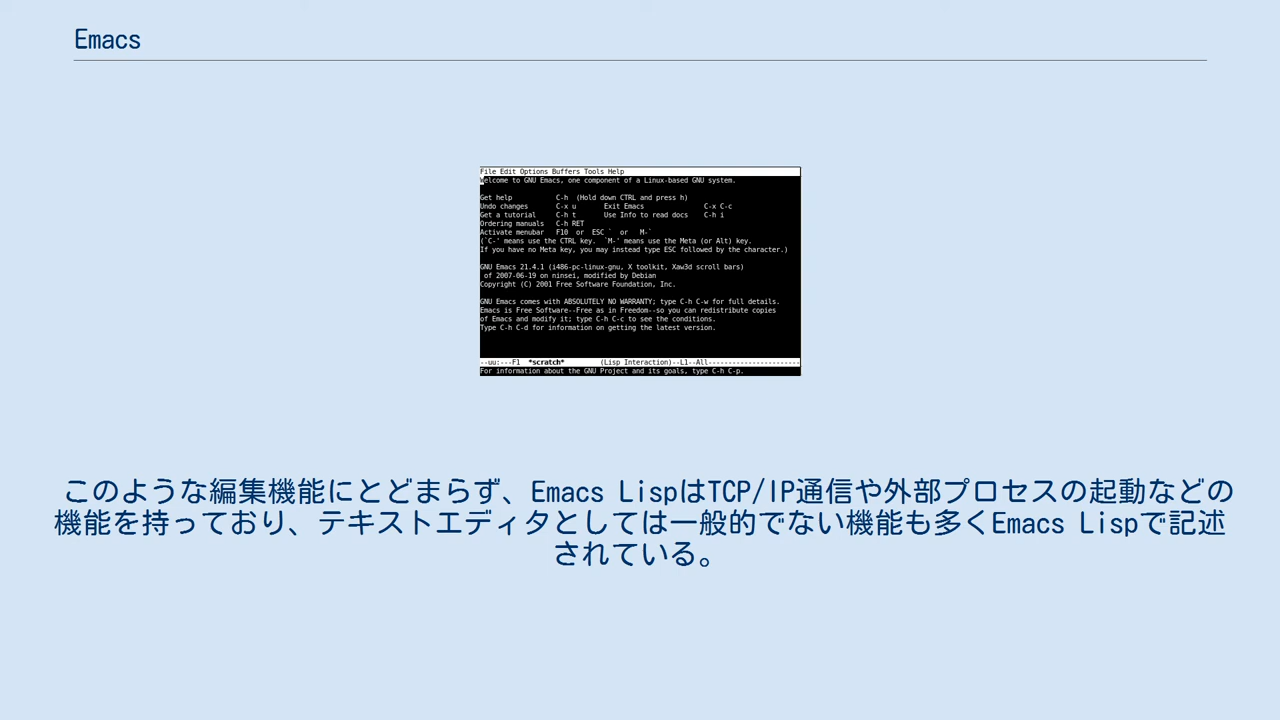 Emacs
File Edit Options Buffers Tools Help
Welcome to GNU Emacs, one component of a Linux-based GNU system.
Get help C-h (Hold down CTRL and press h)
Undo changes C-x u Exit Emacs C-x C-c
Get a tutorial C-h t Use Info to read docs C-h i
Ordering manuals C-h RET
Activate menubar F10 or ESC ` or M-`
(`C-' means use the CTRL key. `M-' means use the Meta (or Alt) key.
If you have no Meta key, you may instead type ESC followed by the character.)
GNU Emacs 21.4.1 (i486-pc-linux-gnu, X toolkit, Xaw3d scroll bars)
of 2007-06-19 on ninsei, modified by Debian
Copyright (C) 2001 Free Software Foundation, Inc.
GNU Emacs comes with ABSOLUTELY NO WARRANTY; type C-h C-w for full details.
Emacs is Free Software--Free as in Freedom--so you can redistribute copies
of Emacs and modify it; type C-h C-c to see the conditions.
Type C-h C-d for information on getting the latest version.
--uu:---F1 *scratch* (Lisp Interaction)--L1--All-----------------------
For information about the GNU Project and its goals, type C-h C-p.
このような編集機能にとどまらず、Emacs LispはTCP/IP通信や外部プロセスの起動などの
機能を持っており、テキストエディタとしては一般的でない機能も多くEmacs Lispで記述
されている。